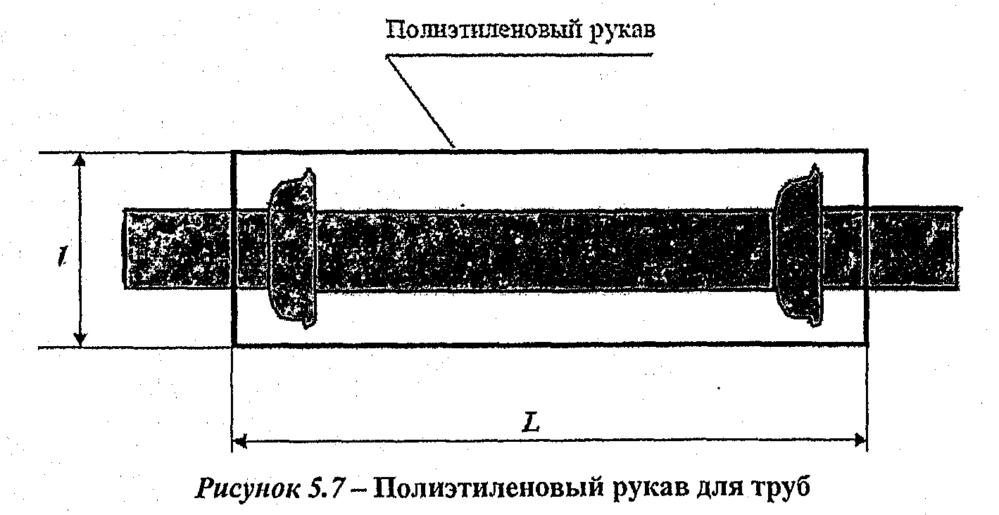 Полиэтиленовый рукав
l
L
Рисунок 5.7 – Полиэтиленовый рукав для труб